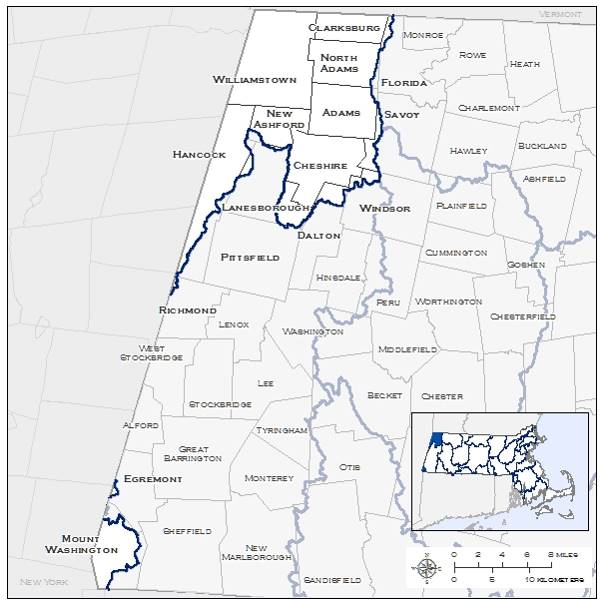 VERMONT
CLARKSBURG
MONROE
NORTH
ADAMS
ROWE
HEATH
WILLIAMSTOWN
FLORIDA
CHARLEMONT
NEW
ASHFORD
ADAMS
SAVOY
HAWLEY
BUCKLAND
HANCOCK
CHESHIRE
ASHFIELD
LANESBOROUGH
WINDSOR
PLAINFIELD
DALTON
PITTSFIELD
CUMMINGTON
GOSHEN
HINSDALE
RICHMOND
PERU
WORTHINGTON
CHESTERFIELD
LENOX
WASHINGTON
WEST
STOCKBRIDGE
MIDDLEFIELD
LEE
STOCKBRIDGE
BECKET
CHESTER
ALFORD
TYRINGHAM
GREAT
BARRINGTON
OTIS
EGREMONT
MONTEREY
MOUNT
WASHINGTON
SHEFFIELD
NEW
MARLBOROUGH
SANDISFIELD
NEW YORK
N
W
E
S
0 2 4 6 8 MILES
0 5 10 KILOMETERS